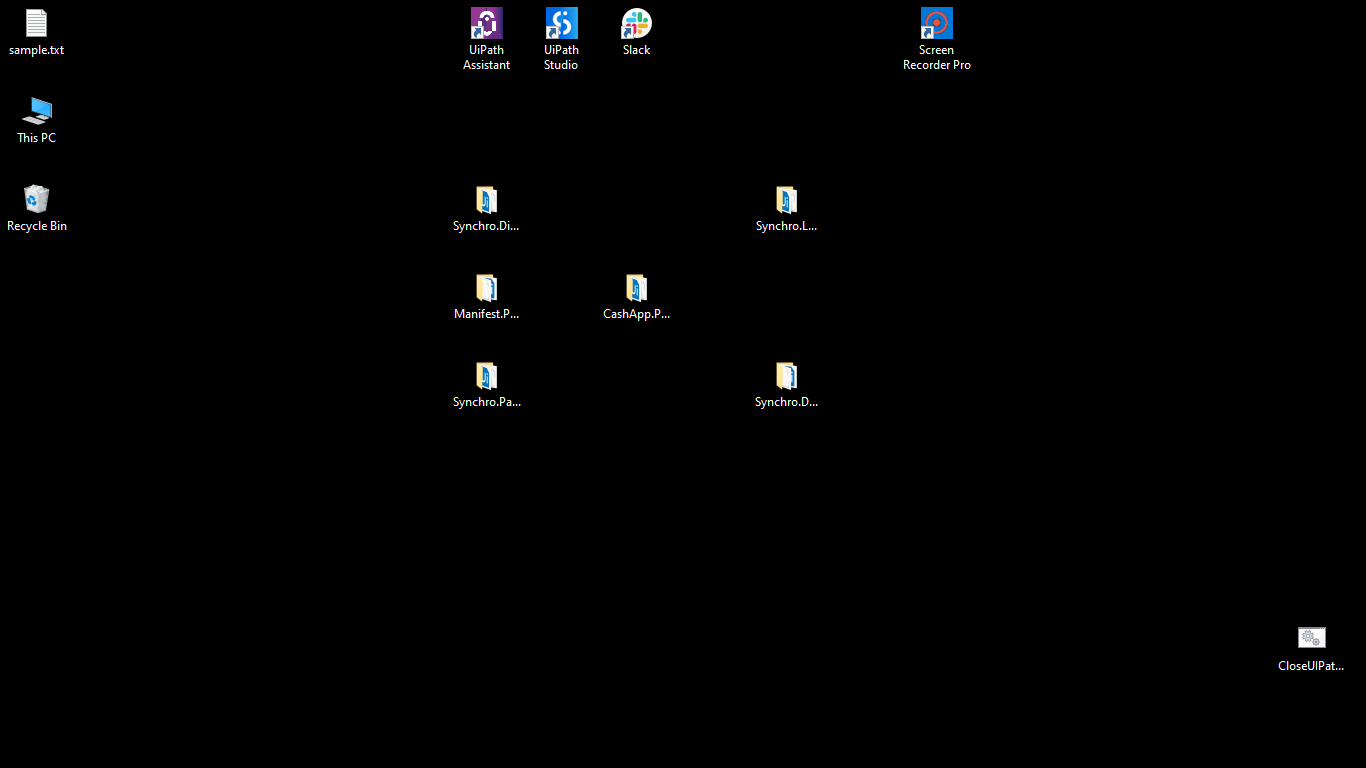 sample.txt
UiPath
Assistant
UiPath
Studio
Slack
Screen
Recorder Pro
This PC
Recycle Bin
Synchro.Di...
Synchro.L...
Manifest.P...
CashApp.P...
Synchro.Pa...
Synchro.D...
CloseUIPat...